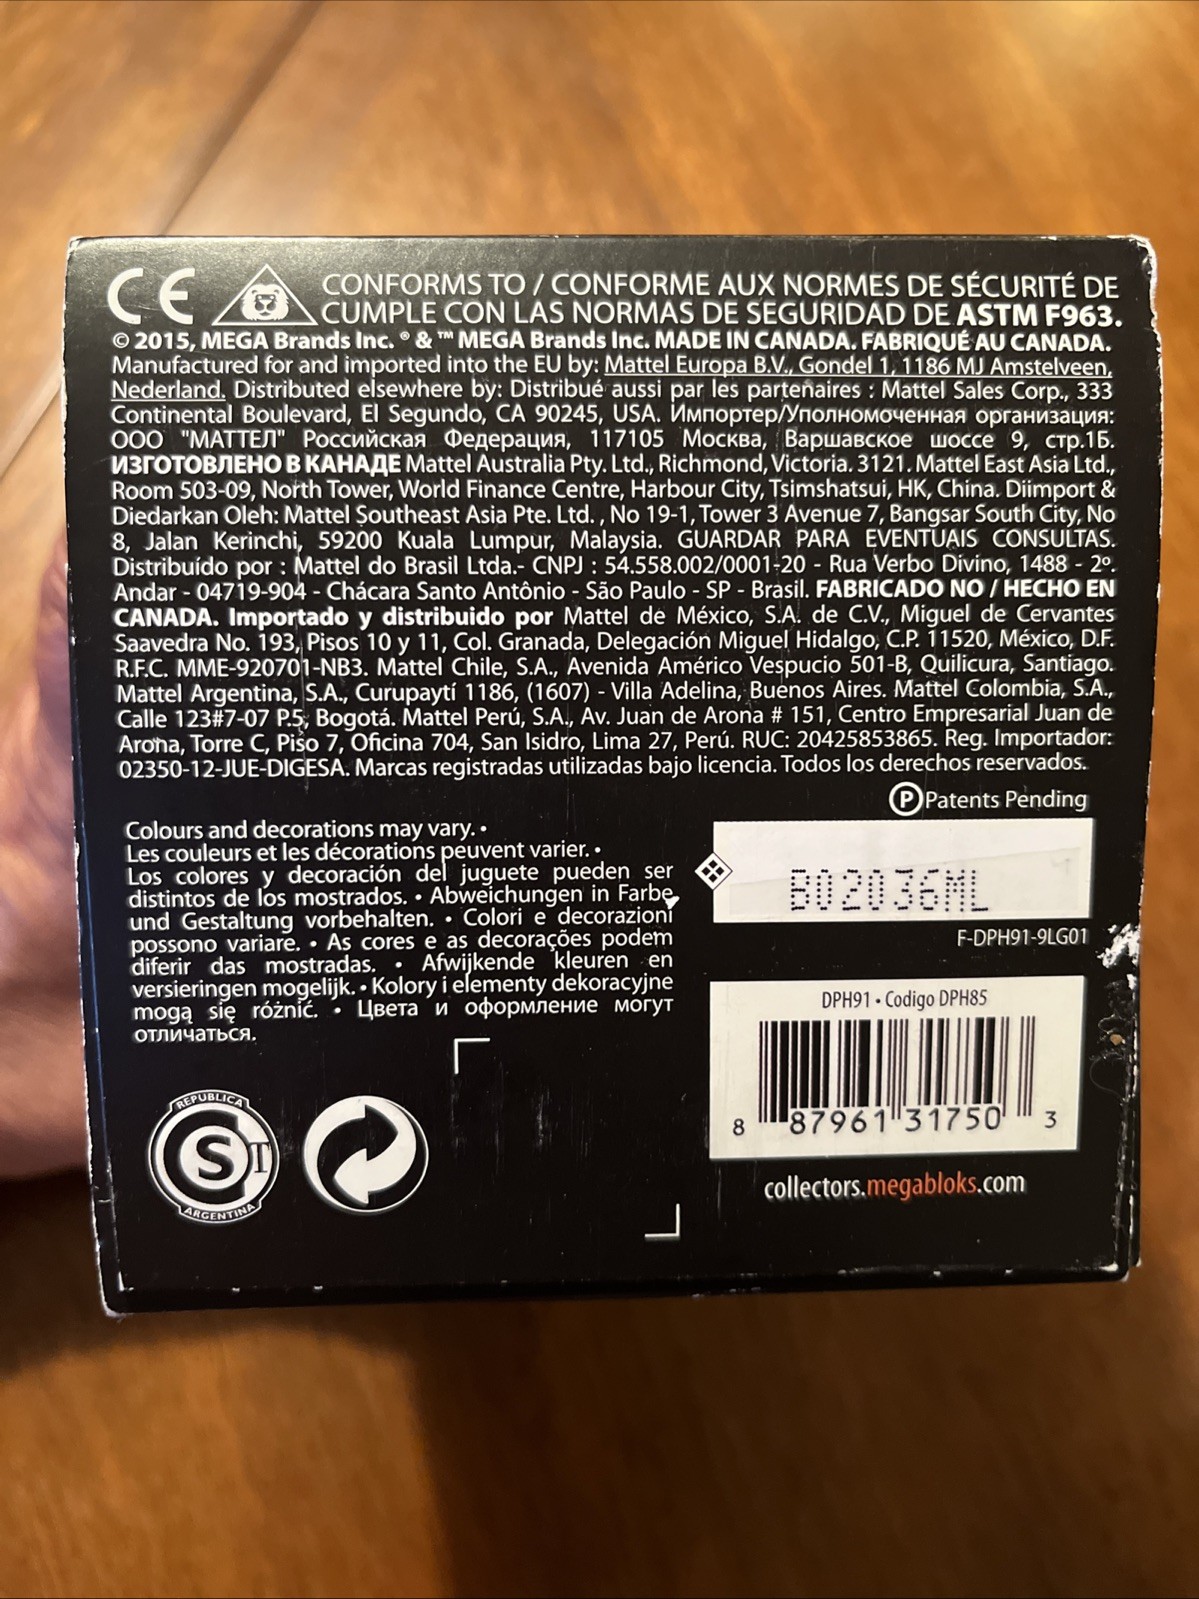 CE
CONFORMS TO / CONFORME AUX NORMES DE SÉCURITÉ DE
CUMPLE CON LAS NORMAS DE SEGURIDAD DE ASTM F963.
© 2015, MEGA Brands Inc. ® & ™ MEGA Brands Inc. MADE IN CANADA. FABRIQUÉ AU CANADA.
Manufactured for and imported into the EU by: Mattel Europa B.V., Gondel 1, 1186 MJ Amstelveen,
Nederland. Distributed elsewhere by: Distribué aussi par les partenaires : Mattel Sales Corp., 333
Continental Boulevard, El Segundo, CA 90245, USA. Импортер/Уполномоченная организация:
ООО "МАТТЕЛ" Российская Федерация, 117105 Москва, Варшавское шоссе 9, стр.1Б.
ИЗГОТОВЛЕНО В КАНАДЕ Mattel Australia Pty. Ltd., Richmond, Victoria. 3121. Mattel East Asia Ltd.,
Room 503-09, North Tower, World Finance Centre, Harbour City, Tsimshatsui, HK, China. Diimport &
Diedarkan Oleh: Mattel Southeast Asia Pte. Ltd. , No 19-1, Tower 3 Avenue 7, Bangsar South City, No
8, Jalan Kerinchi, 59200 Kuala Lumpur, Malaysia. GUARDAR PARA EVENTUAIS CONSULTAS.
Distribuído por : Mattel do Brasil Ltda.- CNPJ : 54.558.002/0001-20 - Rua Verbo Divino, 1488 - 2º.
Andar - 04719-904 - Chácara Santo Antônio - São Paulo - SP - Brasil. FABRICADO NO / HECHO EN
CANADA. Importado y distribuido por Mattel de México, S.A. de C.V., Miguel de Cervantes
Saavedra No. 193, Pisos 10 y 11, Col. Granada, Delegación Miguel Hidalgo, C.P. 11520, México, D.F.
R.F.C. MME-920701-NB3. Mattel Chile, S.A., Avenida Américo Vespucio 501-B, Quilicura, Santiago.
Mattel Argentina, S.A., Curupaytí 1186, (1607) - Villa Adelina, Buenos Aires. Mattel Colombia, S.A.,
Calle 123#7-07 P.5, Bogotá. Mattel Perú, S.A., Av. Juan de Arona # 151, Centro Empresarial Juan de
Arona, Torre C, Piso 7, Oficina 704, San Isidro, Lima 27, Perú. RUC: 20425853865. Reg. Importador:
02350-12-JUE-DIGESA. Marcas registradas utilizadas bajo licencia. Todos los derechos reservados.
P Patents Pending
Colours and decorations may vary. •
Les couleurs et les décorations peuvent varier. •
Los colores y decoración del juguete pueden ser
distintos de los mostrados. • Abweichungen in Farbe
und Gestaltung vorbehalten. • Colori e decorazioni
possono variare. • As cores e as decorações podem
diferir das mostradas. • Afwijkende kleuren en
versieringen mogelijk. • Kolory i elementy dekoracyjne
mogą się różnić. • Цвета и оформление могут
отличаться.
B02036ML
F-DPH91-9LG01
DPH91 • Codigo DPH85
8 87961 31750 3
collectors.megabloks.com
REPUBLICA
S T
ARGENTINA